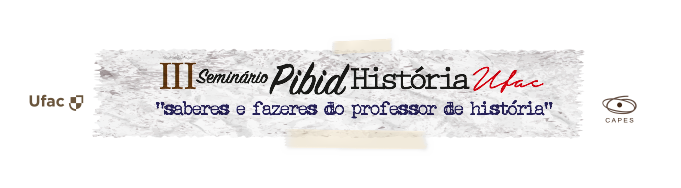 III Seminário Pibid História Ufac
"saberes e fazeres do professor de história"
Ufac
CAPES